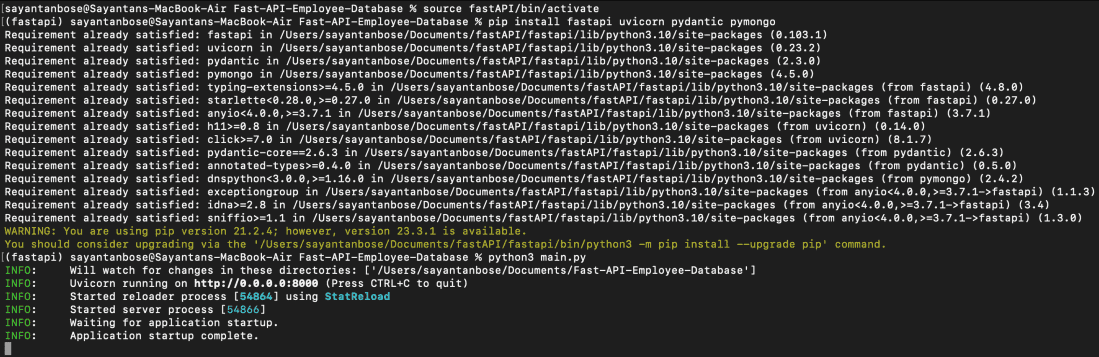 [sayantanbose@Sayantans-MacBook-Air Fast-API-Employee-Database % source fastAPI/bin/activate
[(fastapi) sayantanbose@Sayantans-MacBook-Air Fast-API-Employee-Database % pip install fastapi uvicorn pydantic pymongo
Requirement already satisfied: fastapi in /Users/sayantanbose/Documents/fastAPI/fastapi/lib/python3.10/site-packages (0.103.1)
Requirement already satisfied: uvicorn in /Users/sayantanbose/Documents/fastAPI/fastapi/lib/python3.10/site-packages (0.23.2)
Requirement already satisfied: pydantic in /Users/sayantanbose/Documents/fastAPI/fastapi/lib/python3.10/site-packages (2.3.0)
Requirement already satisfied: pymongo in /Users/sayantanbose/Documents/fastAPI/fastapi/lib/python3.10/site-packages (4.5.0)
Requirement already satisfied: typing-extensions>=4.5.0 in /Users/sayantanbose/Documents/fastAPI/fastapi/lib/python3.10/site-packages (from fastapi) (4.8.0)
Requirement already satisfied: starlette<0.28.0,>=0.27.0 in /Users/sayantanbose/Documents/fastAPI/fastapi/lib/python3.10/site-packages (from fastapi) (0.27.0)
Requirement already satisfied: anyio<4.0.0,>=3.7.1 in /Users/sayantanbose/Documents/fastAPI/fastapi/lib/python3.10/site-packages (from fastapi) (3.7.1)
Requirement already satisfied: h11>=0.8 in /Users/sayantanbose/Documents/fastAPI/fastapi/lib/python3.10/site-packages (from uvicorn) (0.14.0)
Requirement already satisfied: click>=7.0 in /Users/sayantanbose/Documents/fastAPI/fastapi/lib/python3.10/site-packages (from uvicorn) (8.1.7)
Requirement already satisfied: pydantic-core==2.6.3 in /Users/sayantanbose/Documents/fastAPI/fastapi/lib/python3.10/site-packages (from pydantic) (2.6.3)
Requirement already satisfied: annotated-types>=0.4.0 in /Users/sayantanbose/Documents/fastAPI/fastapi/lib/python3.10/site-packages (from pydantic) (0.5.0)
Requirement already satisfied: dnspython<3.0.0,>=1.16.0 in /Users/sayantanbose/Documents/fastAPI/fastapi/lib/python3.10/site-packages (from pymongo) (2.4.2)
Requirement already satisfied: exceptiongroup in /Users/sayantanbose/Documents/fastAPI/fastapi/lib/python3.10/site-packages (from anyio<4.0.0,>=3.7.1->fastapi) (1.1.3)
Requirement already satisfied: idna>=2.8 in /Users/sayantanbose/Documents/fastAPI/fastapi/lib/python3.10/site-packages (from anyio<4.0.0,>=3.7.1->fastapi) (3.4)
Requirement already satisfied: sniffio>=1.1 in /Users/sayantanbose/Documents/fastAPI/fastapi/lib/python3.10/site-packages (from anyio<4.0.0,>=3.7.1->fastapi) (1.3.0)
WARNING: You are using pip version 21.2.4; however, version 23.3.1 is available.
You should consider upgrading via the '/Users/sayantanbose/Documents/fastAPI/fastapi/bin/python3 -m pip install --upgrade pip' command.
[(fastapi) sayantanbose@Sayantans-MacBook-Air Fast-API-Employee-Database % python3 main.py
INFO: Will watch for changes in these directories: ['/Users/sayantanbose/Documents/Fast-API-Employee-Database']
INFO: Uvicorn running on http://0.0.0.0:8000 (Press CTRL+C to quit)
INFO: Started reloader process [54864] using StatReload
INFO: Started server process [54866]
INFO: Waiting for application startup.
INFO: Application startup complete.